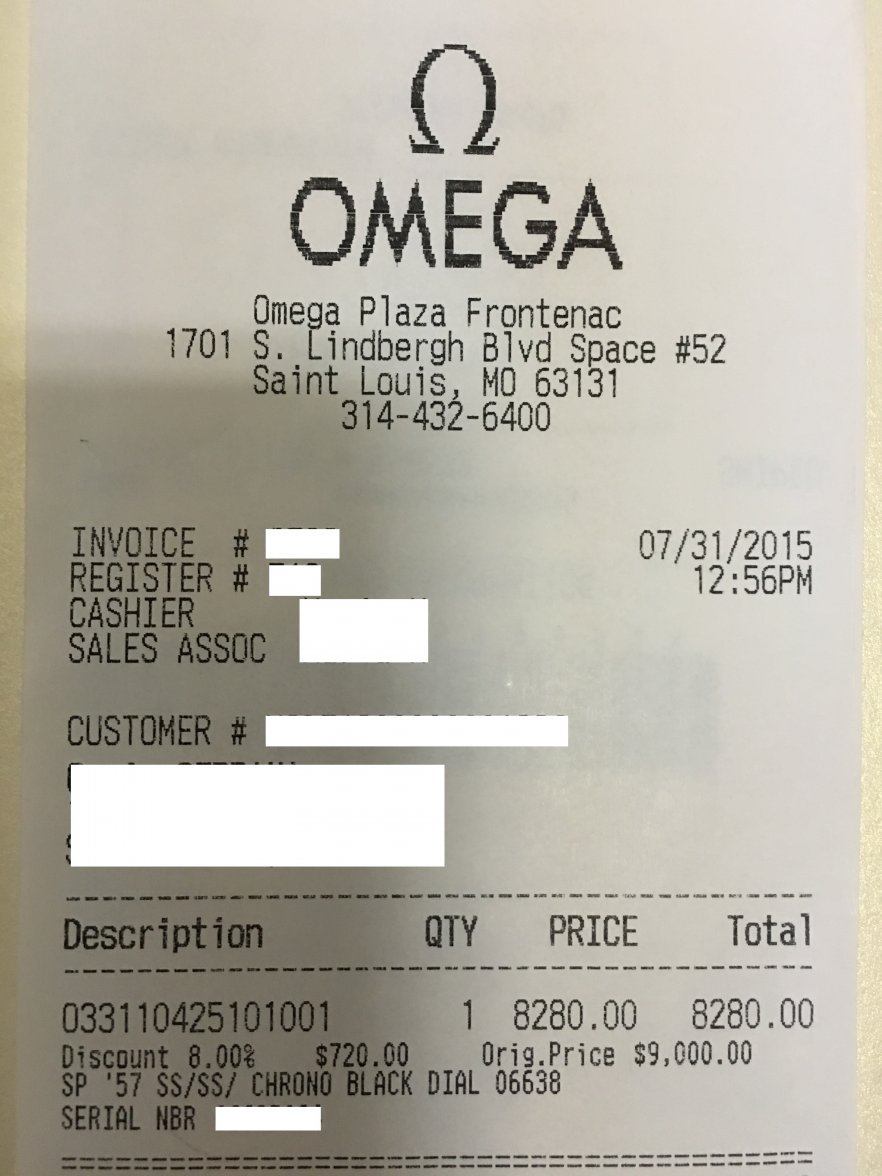 Ω
OMEGA
Omega Plaza Frontenac
1701 S. Lindbergh Blvd Space #52
Saint Louis, MO 63131
314-432-6400
INVOICE # 07/31/2015
REGISTER # 12:56PM
CASHIER
SALES ASSOC
CUSTOMER #
Description QTY PRICE Total
033110425101001 1 8280.00 8280.00
Discount 8.00% $720.00 Orig.Price $9,000.00
SP '57 SS/SS/ CHRONO BLACK DIAL 06638
SERIAL NBR